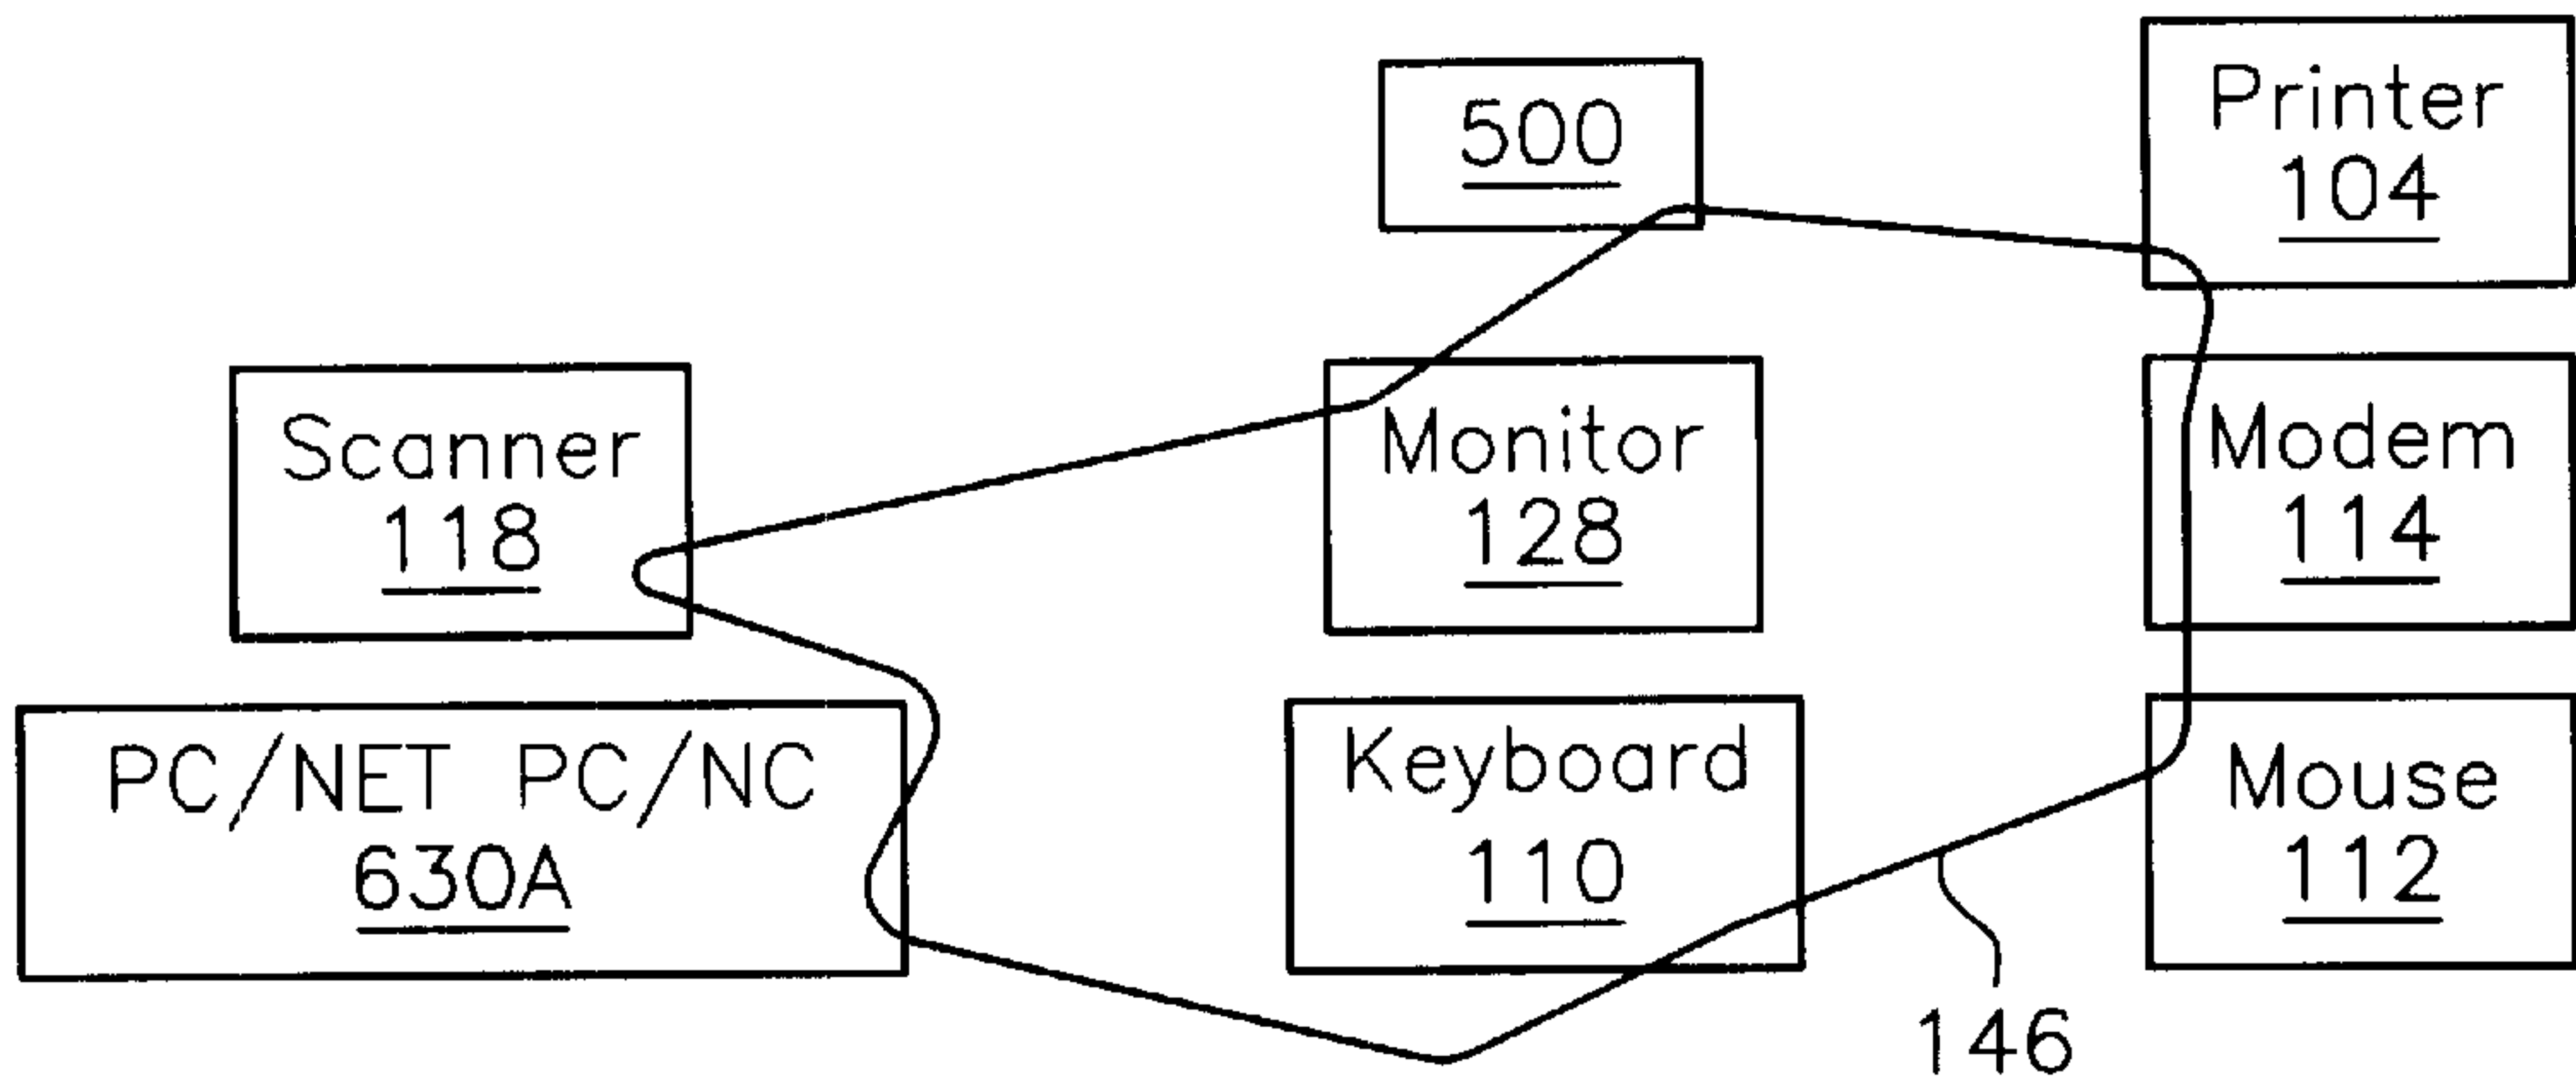 500
Printer
104
Scanner
118
Monitor
128
Modem
114
PC/NET PC/NC
630A
Keyboard
110
Mouse
112
146